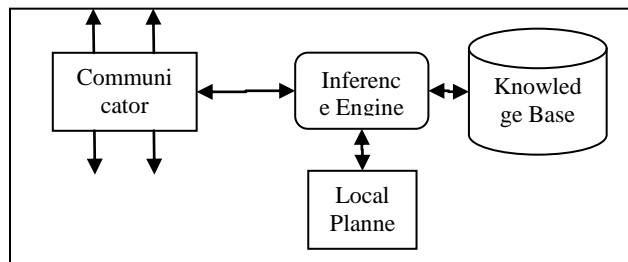 Communi
cator
Inferenc
e Engine
Knowled
ge Base
Local
Planne